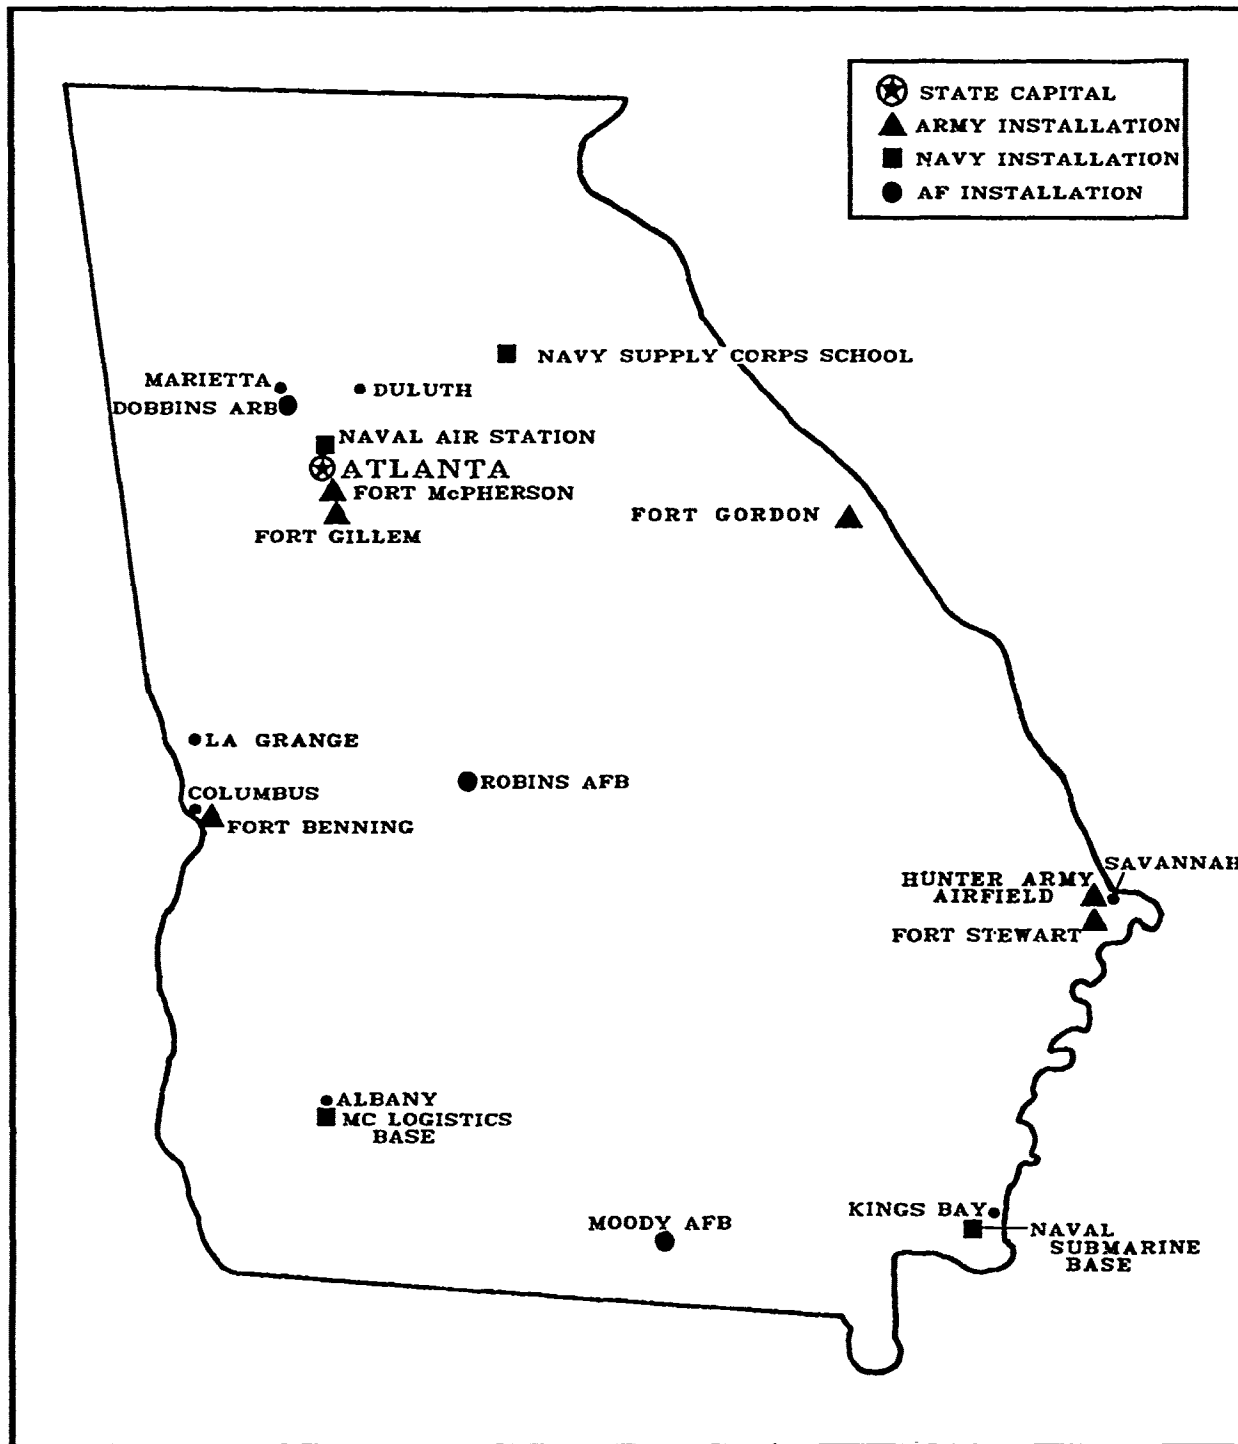 STATE CAPITAL
ARMY INSTALLATION
NAVY INSTALLATION
AF INSTALLATION
NAVY SUPPLY CORPS SCHOOL
MARIETTA
DULUTH
DOBBINS ARB
NAVAL AIR STATION
ATLANTA
FORT McPHERSON
FORT GORDON
FORT GILLEM
LA GRANGE
ROBINS AFB
COLUMBUS
FORT BENNING
SAVANNAH
HUNTER ARMY
AIRFIELD
FORT STEWART
ALBANY
MC LOGISTICS
BASE
KINGS BAY
MOODY AFB
NAVAL
SUBMARINE
BASE